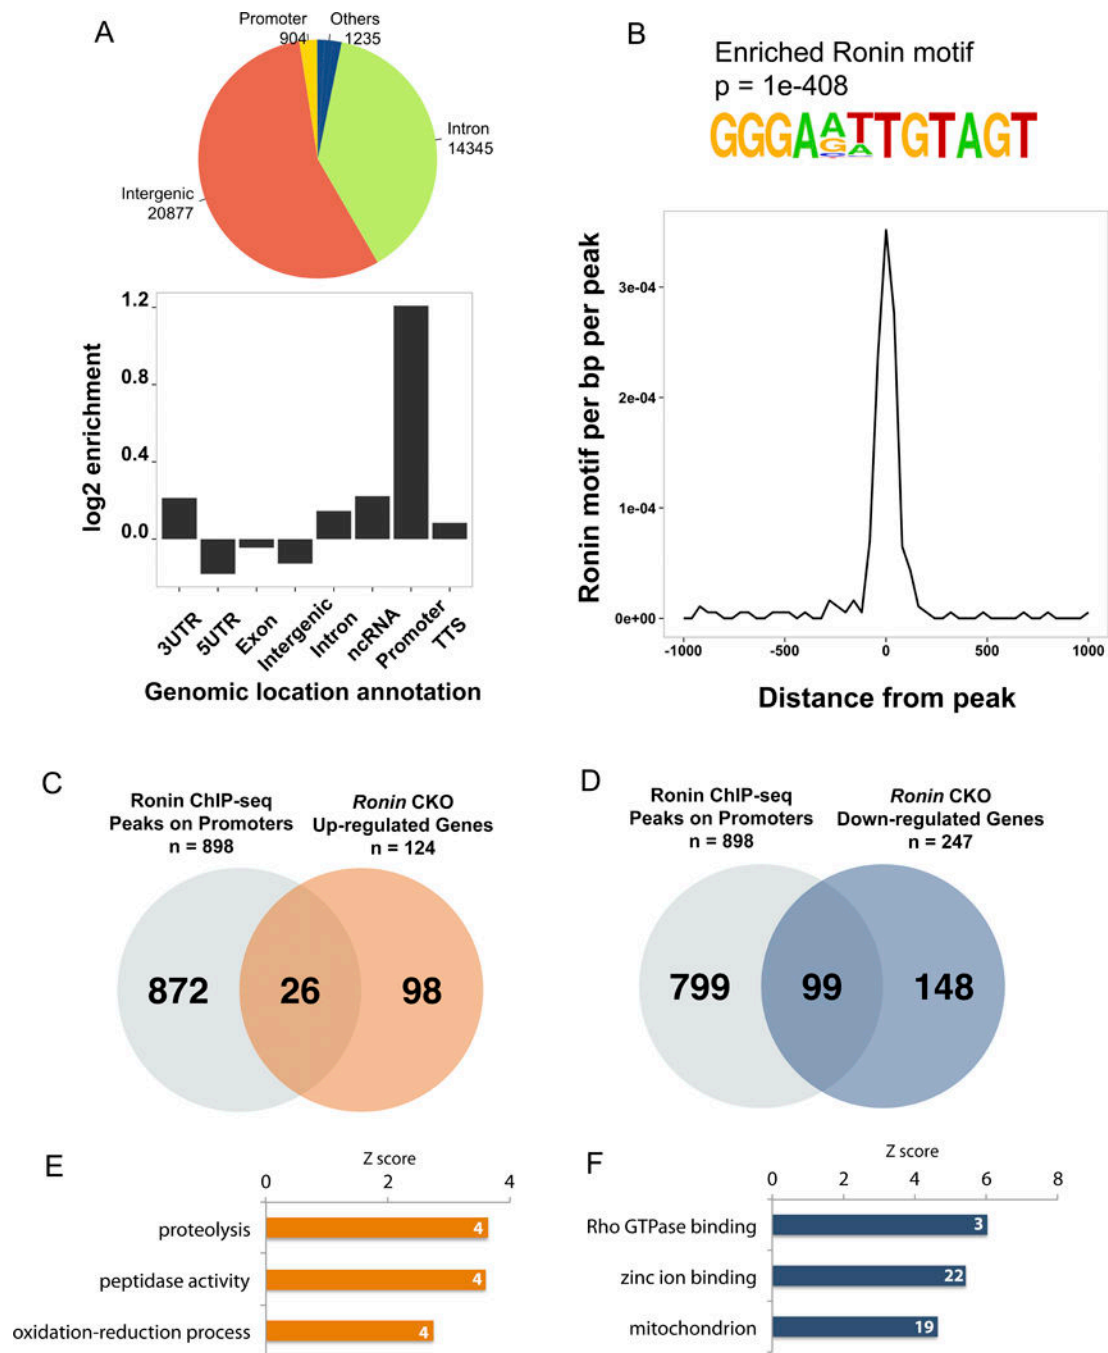 A
Promoter
904
Others
1235
Intron
14345
Intergenic
20877
log2 enrichment
1.2
0.8
0.4
0.0
3UTR
5UTR
Exon
Intergenic
Intron
ncRNA
Promoter
TTS
Genomic location annotation
B
Enriched Ronin motif
p = 1e-408
GGGAATTGTAGT
Ronin motif per bp per peak
3e-04
2e-04
1e-04
0e+00
-1000
-500
0
500
1000
Distance from peak
C
Ronin ChIP-seq
Peaks on Promoters
n = 898
Ronin CKO
Up-regulated Genes
n = 124
872
26
98
D
Ronin ChIP-seq
Peaks on Promoters
n = 898
Ronin CKO
Down-regulated Genes
n = 247
799
99
148
E
Z score
0
2
4
proteolysis
4
peptidase activity
4
oxidation-reduction process
4
F
Z score
0
2
4
6
8
Rho GTPase binding
3
zinc ion binding
22
mitochondrion
19